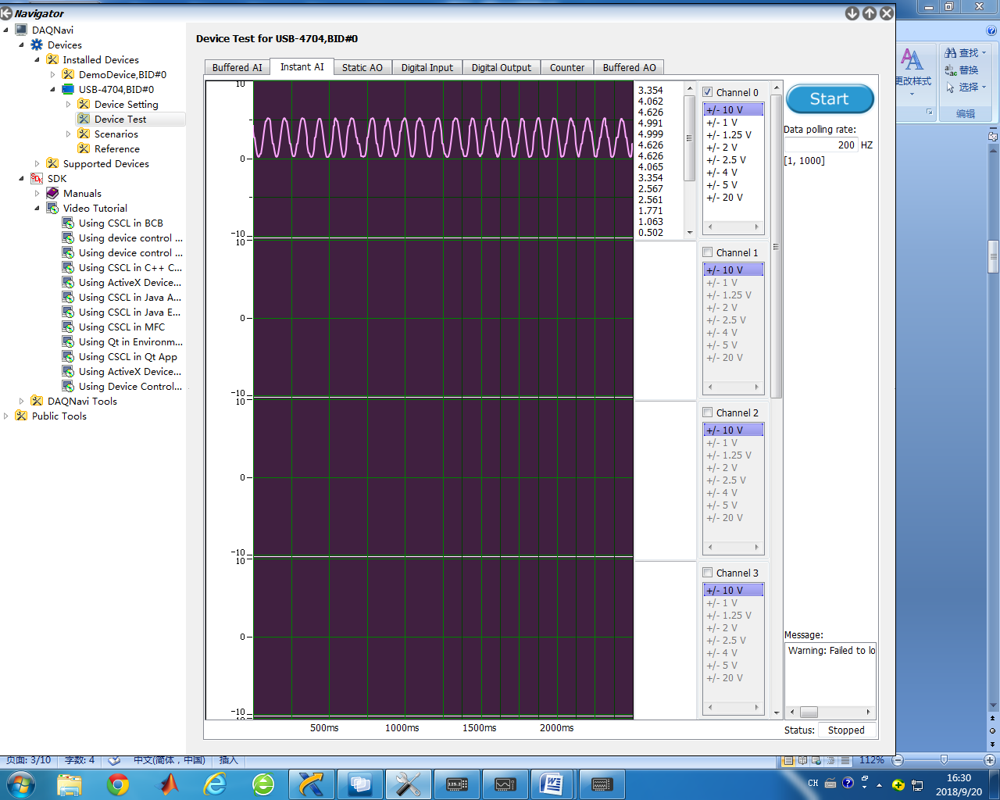 Navigator
DAQNavi
Devices
Installed Devices
DemoDevice,BID#0
USB-4704,BID#0
Device Setting
Device Test
Scenarios
Reference
Supported Devices
SDK
Manuals
Video Tutorial
Using CSCL in BCB
Using device control ...
Using device control ...
Using CSCL in C++ C...
Using ActiveX Device...
Using CSCL in Java A...
Using CSCL in Java E...
Using CSCL in MFC
Using Qt in Environm...
Using CSCL in Qt App
Using ActiveX Device...
Using Device Control...
DAQNavi Tools
Public Tools
Device Test for USB-4704,BID#0
Buffered AI
Instant AI
Static AO
Digital Input
Digital Output
Counter
Buffered AO
10
0
-10
10
0
-10
10
0
-10
10
0
-10
500ms
1000ms
1500ms
2000ms
3.354
4.062
4.626
4.991
4.999
4.626
4.626
4.065
3.354
2.567
2.561
1.771
1.063
0.502
Channel 0
+/- 10 V
+/- 1 V
+/- 1.25 V
+/- 2 V
+/- 2.5 V
+/- 4 V
+/- 5 V
+/- 20 V
Channel 1
+/- 10 V
+/- 1 V
+/- 1.25 V
+/- 2 V
+/- 2.5 V
+/- 4 V
+/- 5 V
+/- 20 V
Channel 2
+/- 10 V
+/- 1 V
+/- 1.25 V
+/- 2 V
+/- 2.5 V
+/- 4 V
+/- 5 V
+/- 20 V
Channel 3
+/- 10 V
+/- 1 V
+/- 1.25 V
+/- 2 V
+/- 2.5 V
+/- 4 V
+/- 5 V
+/- 20 V
Start
Data polling rate:
200 HZ
[1, 1000]
Message:
Warning: Failed to lo
Status: Stopped
更改样式
查找
替换
选择
编辑
页面: 3/10
字数: 4
中文(简体，中国)
插入
112%
125.2
CH
16:30
2018/9/20